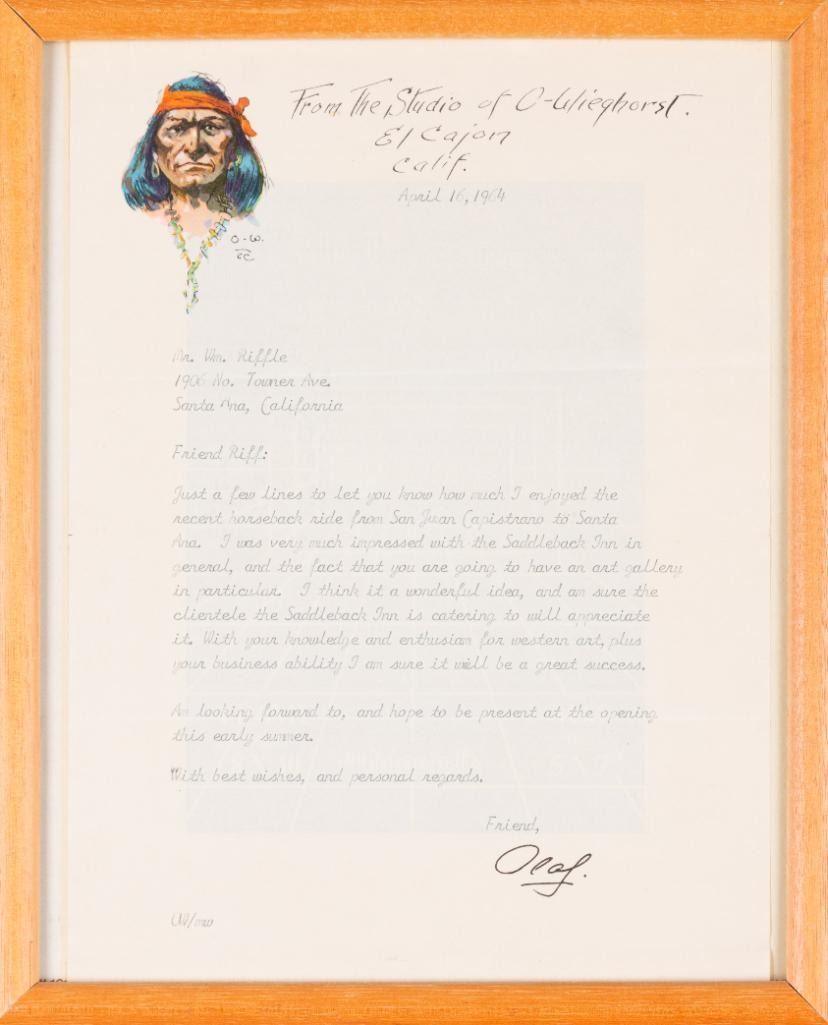 From The Studio of O-Wieghorst.
El Cajon
Calif.
April 16, 1964
O-W.
Mr. Wm. Riffle
1906 No. Towner Ave.
Santa Ana, California
Friend Riff:
Just a few lines to let you know how much I enjoyed the
recent horseback ride from San Juan Capistrano to Santa
Ana. I was very much impressed with the Saddleback Inn in
general, and the fact that you are going to have an art gallery
in particular. I think it a wonderful idea, and am sure the
clientele the Saddleback Inn is catering to will appreciate
it. With your knowledge and enthusiam for western art, plus
your business ability I am sure it will be a great success.
Am looking forward to, and hope to be present at the opening
this early summer.
With best wishes, and personal regards.
Friend,
Olaf.
OW/mw